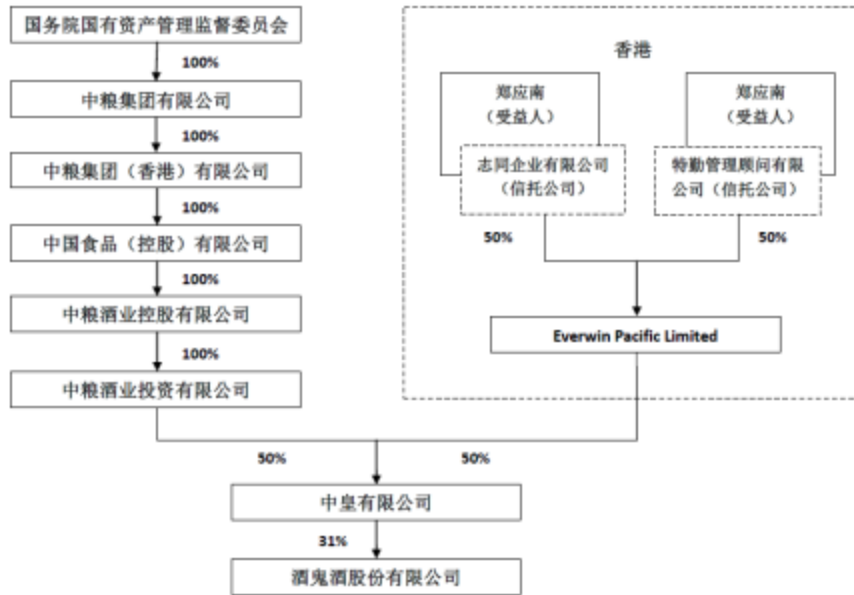 国务院国有资产管理监督委员会
100%
中粮集团有限公司
100%
中粮集团（香港）有限公司
100%
中国食品（控股）有限公司
100%
中粮酒业控股有限公司
100%
中粮酒业投资有限公司
香港
郑应南
（受益人）
志同企业有限公司
（信托公司）
50%
郑应南
（受益人）
特勤管理顾问有限
公司（信托公司）
50%
Everwin Pacific Limited
50%
50%
中皇有限公司
31%
酒鬼酒股份有限公司